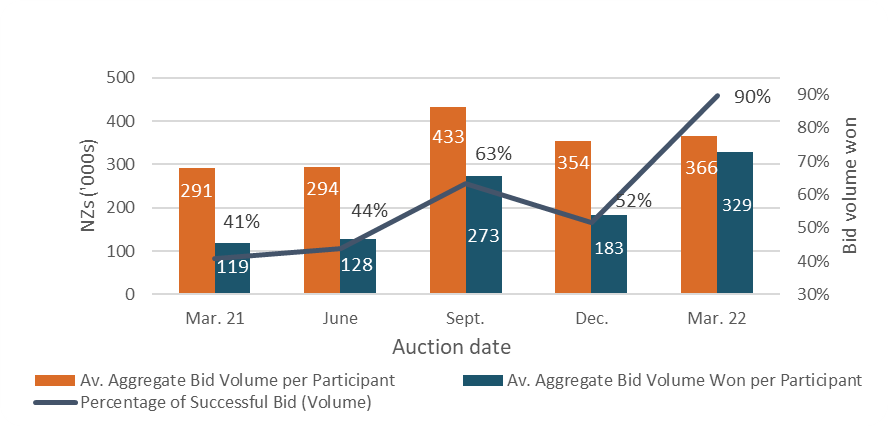 500
400
300
200
100
0
NZs ('000s)
90%
80%
70%
60%
50%
40%
30%
Bid volume won
291
294
433
354
366
119
128
273
183
329
41%
44%
63%
52%
90%
Mar. 21
June
Sept.
Dec.
Mar. 22
Auction date
Av. Aggregate Bid Volume per Participant
Av. Aggregate Bid Volume Won per Participant
Percentage of Successful Bid (Volume)